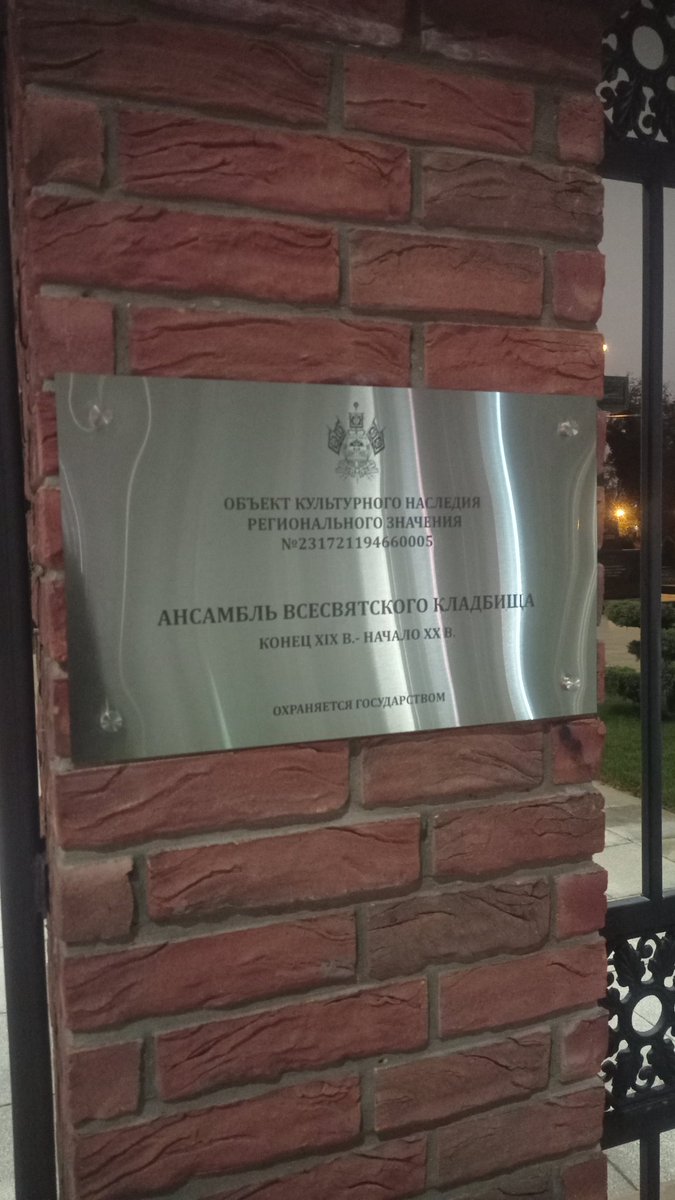 ОБЪЕКТ КУЛЬТУРНОГО НАСЛЕДИЯ
РЕГИОНАЛЬНОГО ЗНАЧЕНИЯ
№231721194660005
АНСАМБЛЬ ВСЕСВЯТСКОГО КЛАДБИЩА
КОНЕЦ XIX В.- НАЧАЛО XX В.
ОХРАНЯЕТСЯ ГОСУДАРСТВОМ